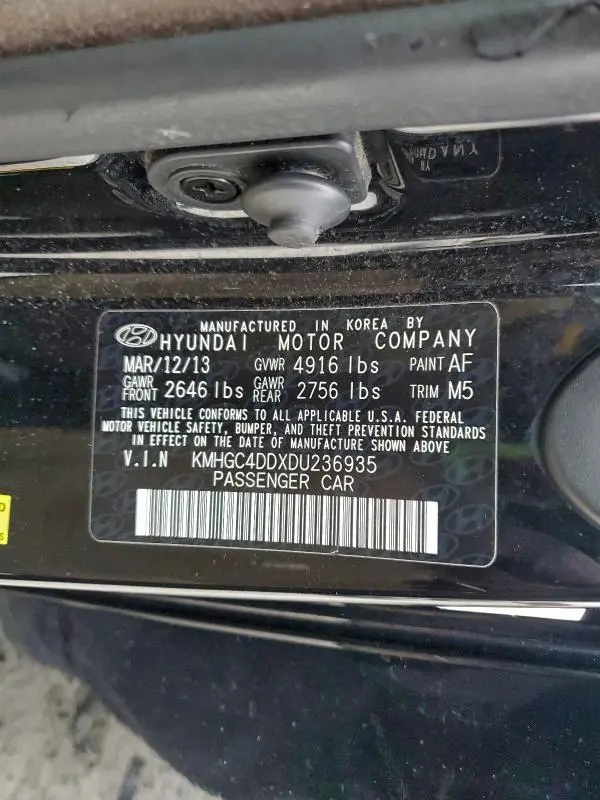 MANUFACTURED IN KOREA BY
HYUNDAI MOTOR COMPANY
MAR/12/13 GVWR 4916 lbs PAINT AF
GAWR FRONT 2646 lbs GAWR REAR 2756 lbs TRIM M5
THIS VEHICLE CONFORMS TO ALL APPLICABLE U.S.A. FEDERAL
MOTOR VEHICLE SAFETY, BUMPER, AND THEFT PREVENTION STANDARDS
IN EFFECT ON THE DATE OF MANUFACTURE SHOWN ABOVE
V.I.N KMHGC4DDXDU236935
PASSENGER CAR